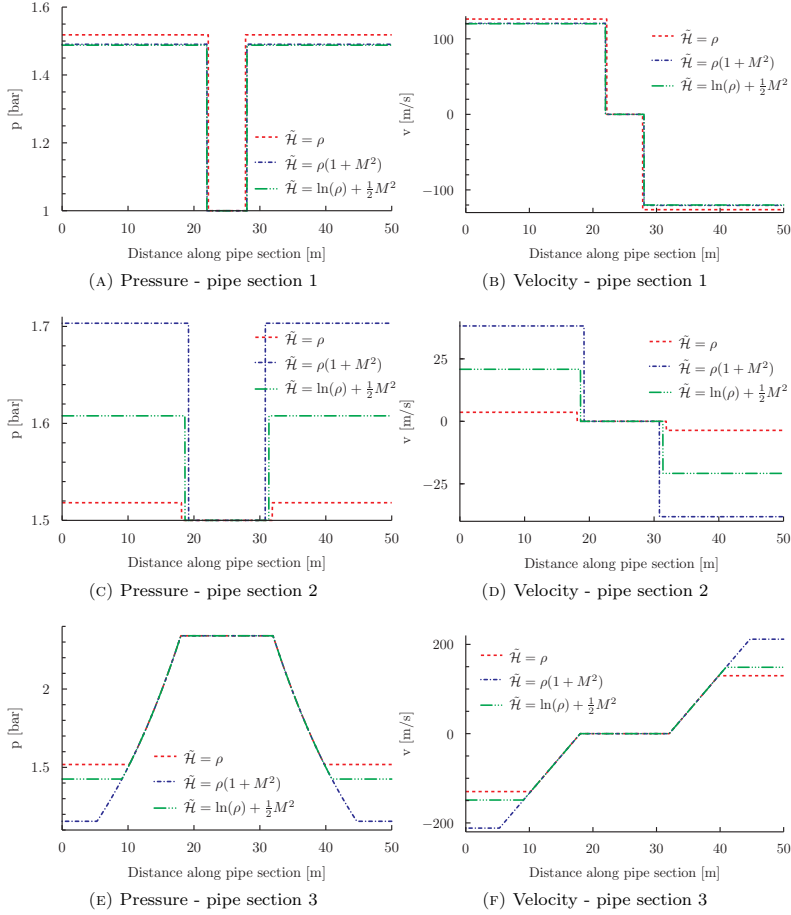 1.6
1.5
1.4
1.3
1.2
1.1
1
p [bar]
0 10 20 30 40 50
Distance along pipe section [m]
H̃ = ρ
H̃ = ρ(1 + M²)
H̃ = ln(ρ) + ½M²
(A) Pressure - pipe section 1
100
0
−100
v [m/s]
0 10 20 30 40 50
Distance along pipe section [m]
H̃ = ρ
H̃ = ρ(1 + M²)
H̃ = ln(ρ) + ½M²
(B) Velocity - pipe section 1
1.7
1.6
1.5
p [bar]
0 10 20 30 40 50
Distance along pipe section [m]
H̃ = ρ
H̃ = ρ(1 + M²)
H̃ = ln(ρ) + ½M²
(C) Pressure - pipe section 2
25
0
−25
v [m/s]
0 10 20 30 40 50
Distance along pipe section [m]
H̃ = ρ
H̃ = ρ(1 + M²)
H̃ = ln(ρ) + ½M²
(D) Velocity - pipe section 2
2
1.5
p [bar]
0 10 20 30 40 50
Distance along pipe section [m]
H̃ = ρ
H̃ = ρ(1 + M²)
H̃ = ln(ρ) + ½M²
(E) Pressure - pipe section 3
200
0
−200
v [m/s]
0 10 20 30 40 50
Distance along pipe section [m]
H̃ = ρ
H̃ = ρ(1 + M²)
H̃ = ln(ρ) + ½M²
(F) Velocity - pipe section 3